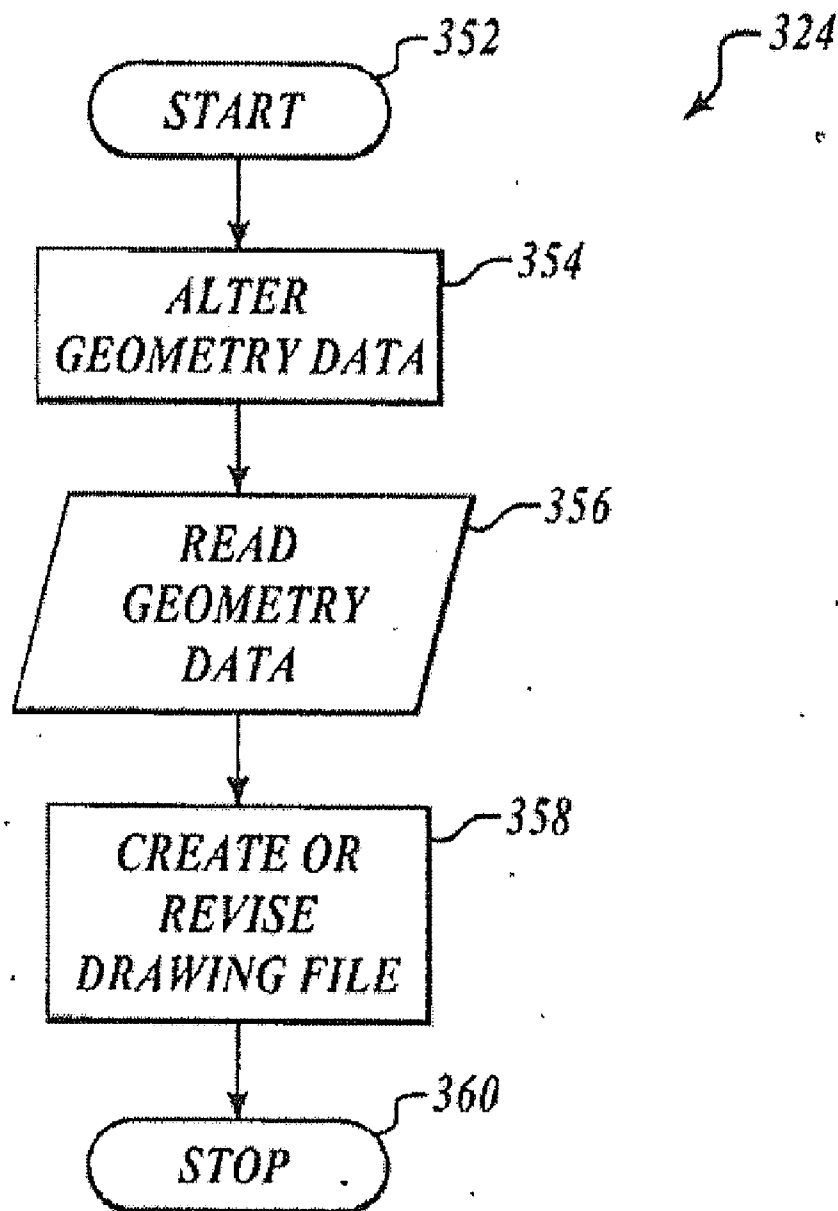 352
324
START
354
ALTER
GEOMETRY DATA
356
READ
GEOMETRY
DATA
358
CREATE OR
REVISE
DRAWING FILE
360
STOP